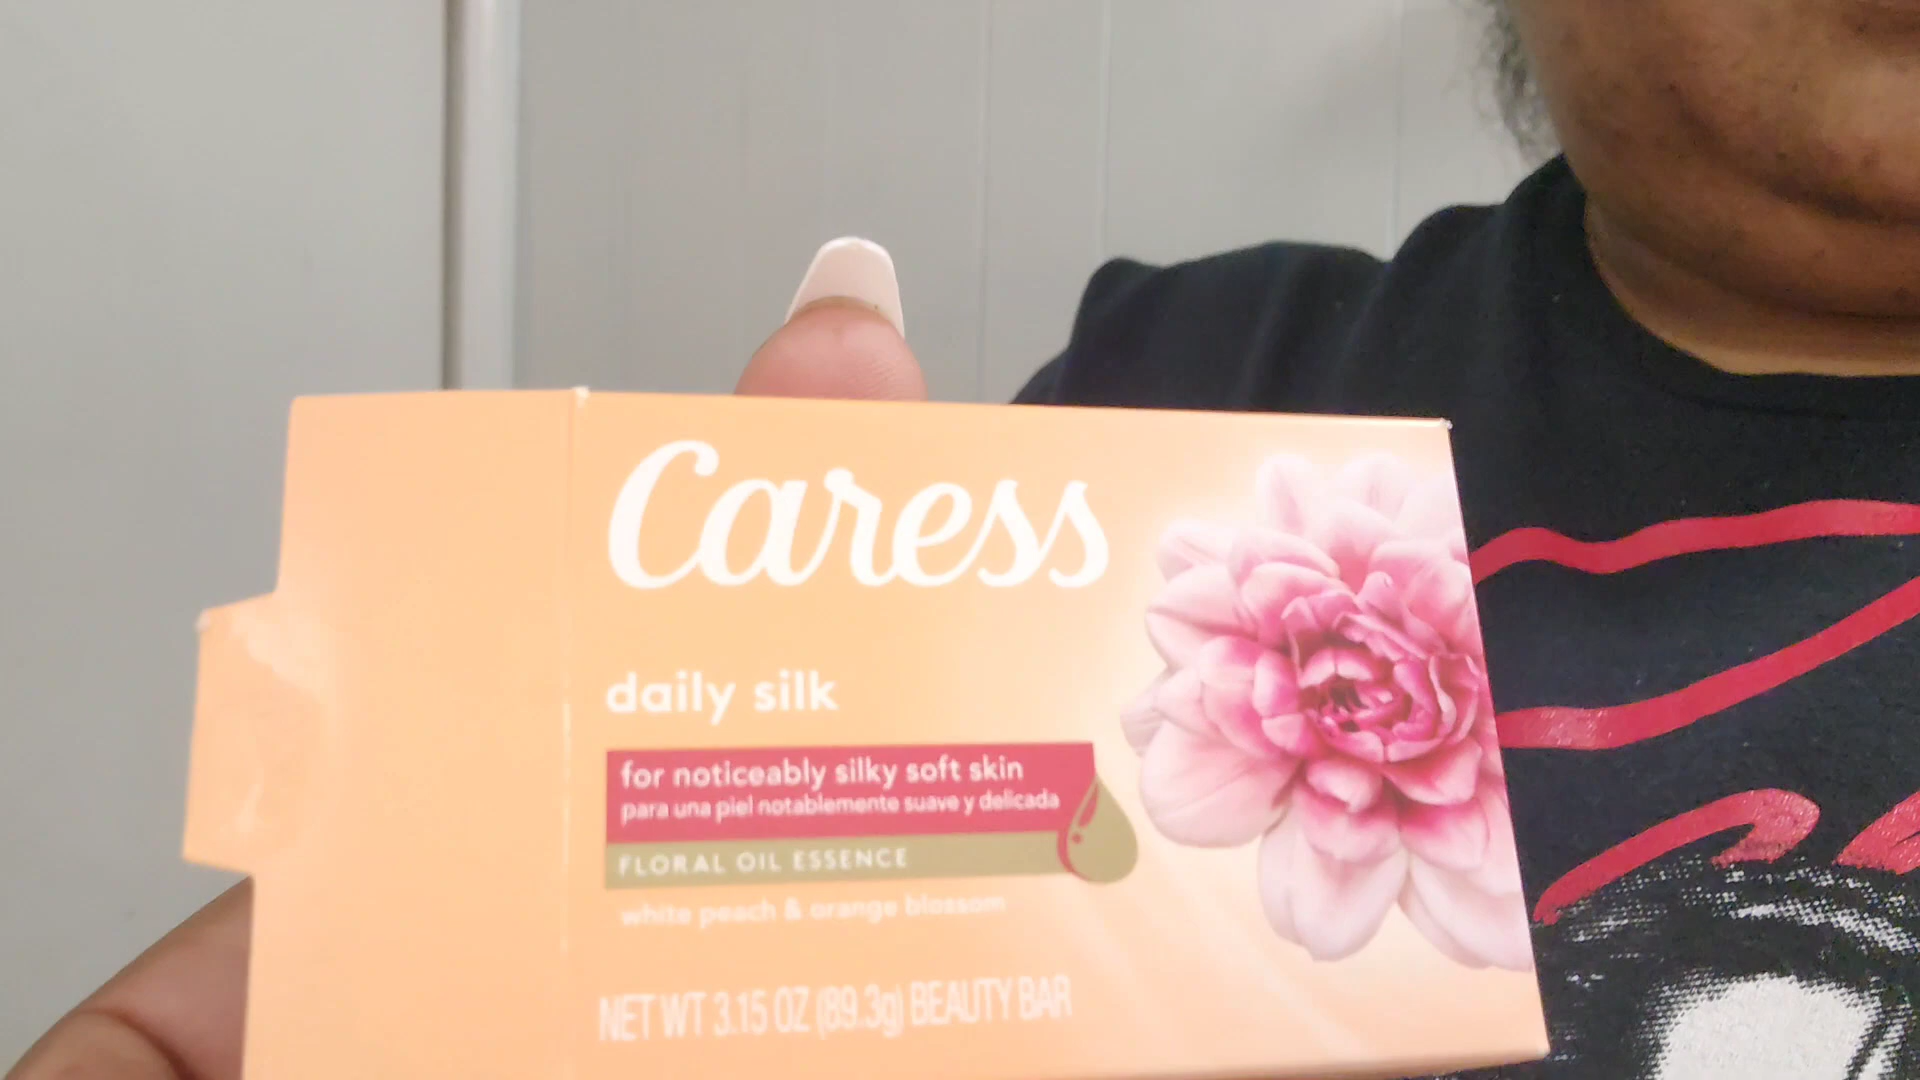 Caress
daily silk
for noticeably silky soft skin
para una piel notablemente suave y delicada
FLORAL OIL ESSENCE
white peach & orange blossom
NET WT 3.15 OZ (89.3g) BEAUTY BAR